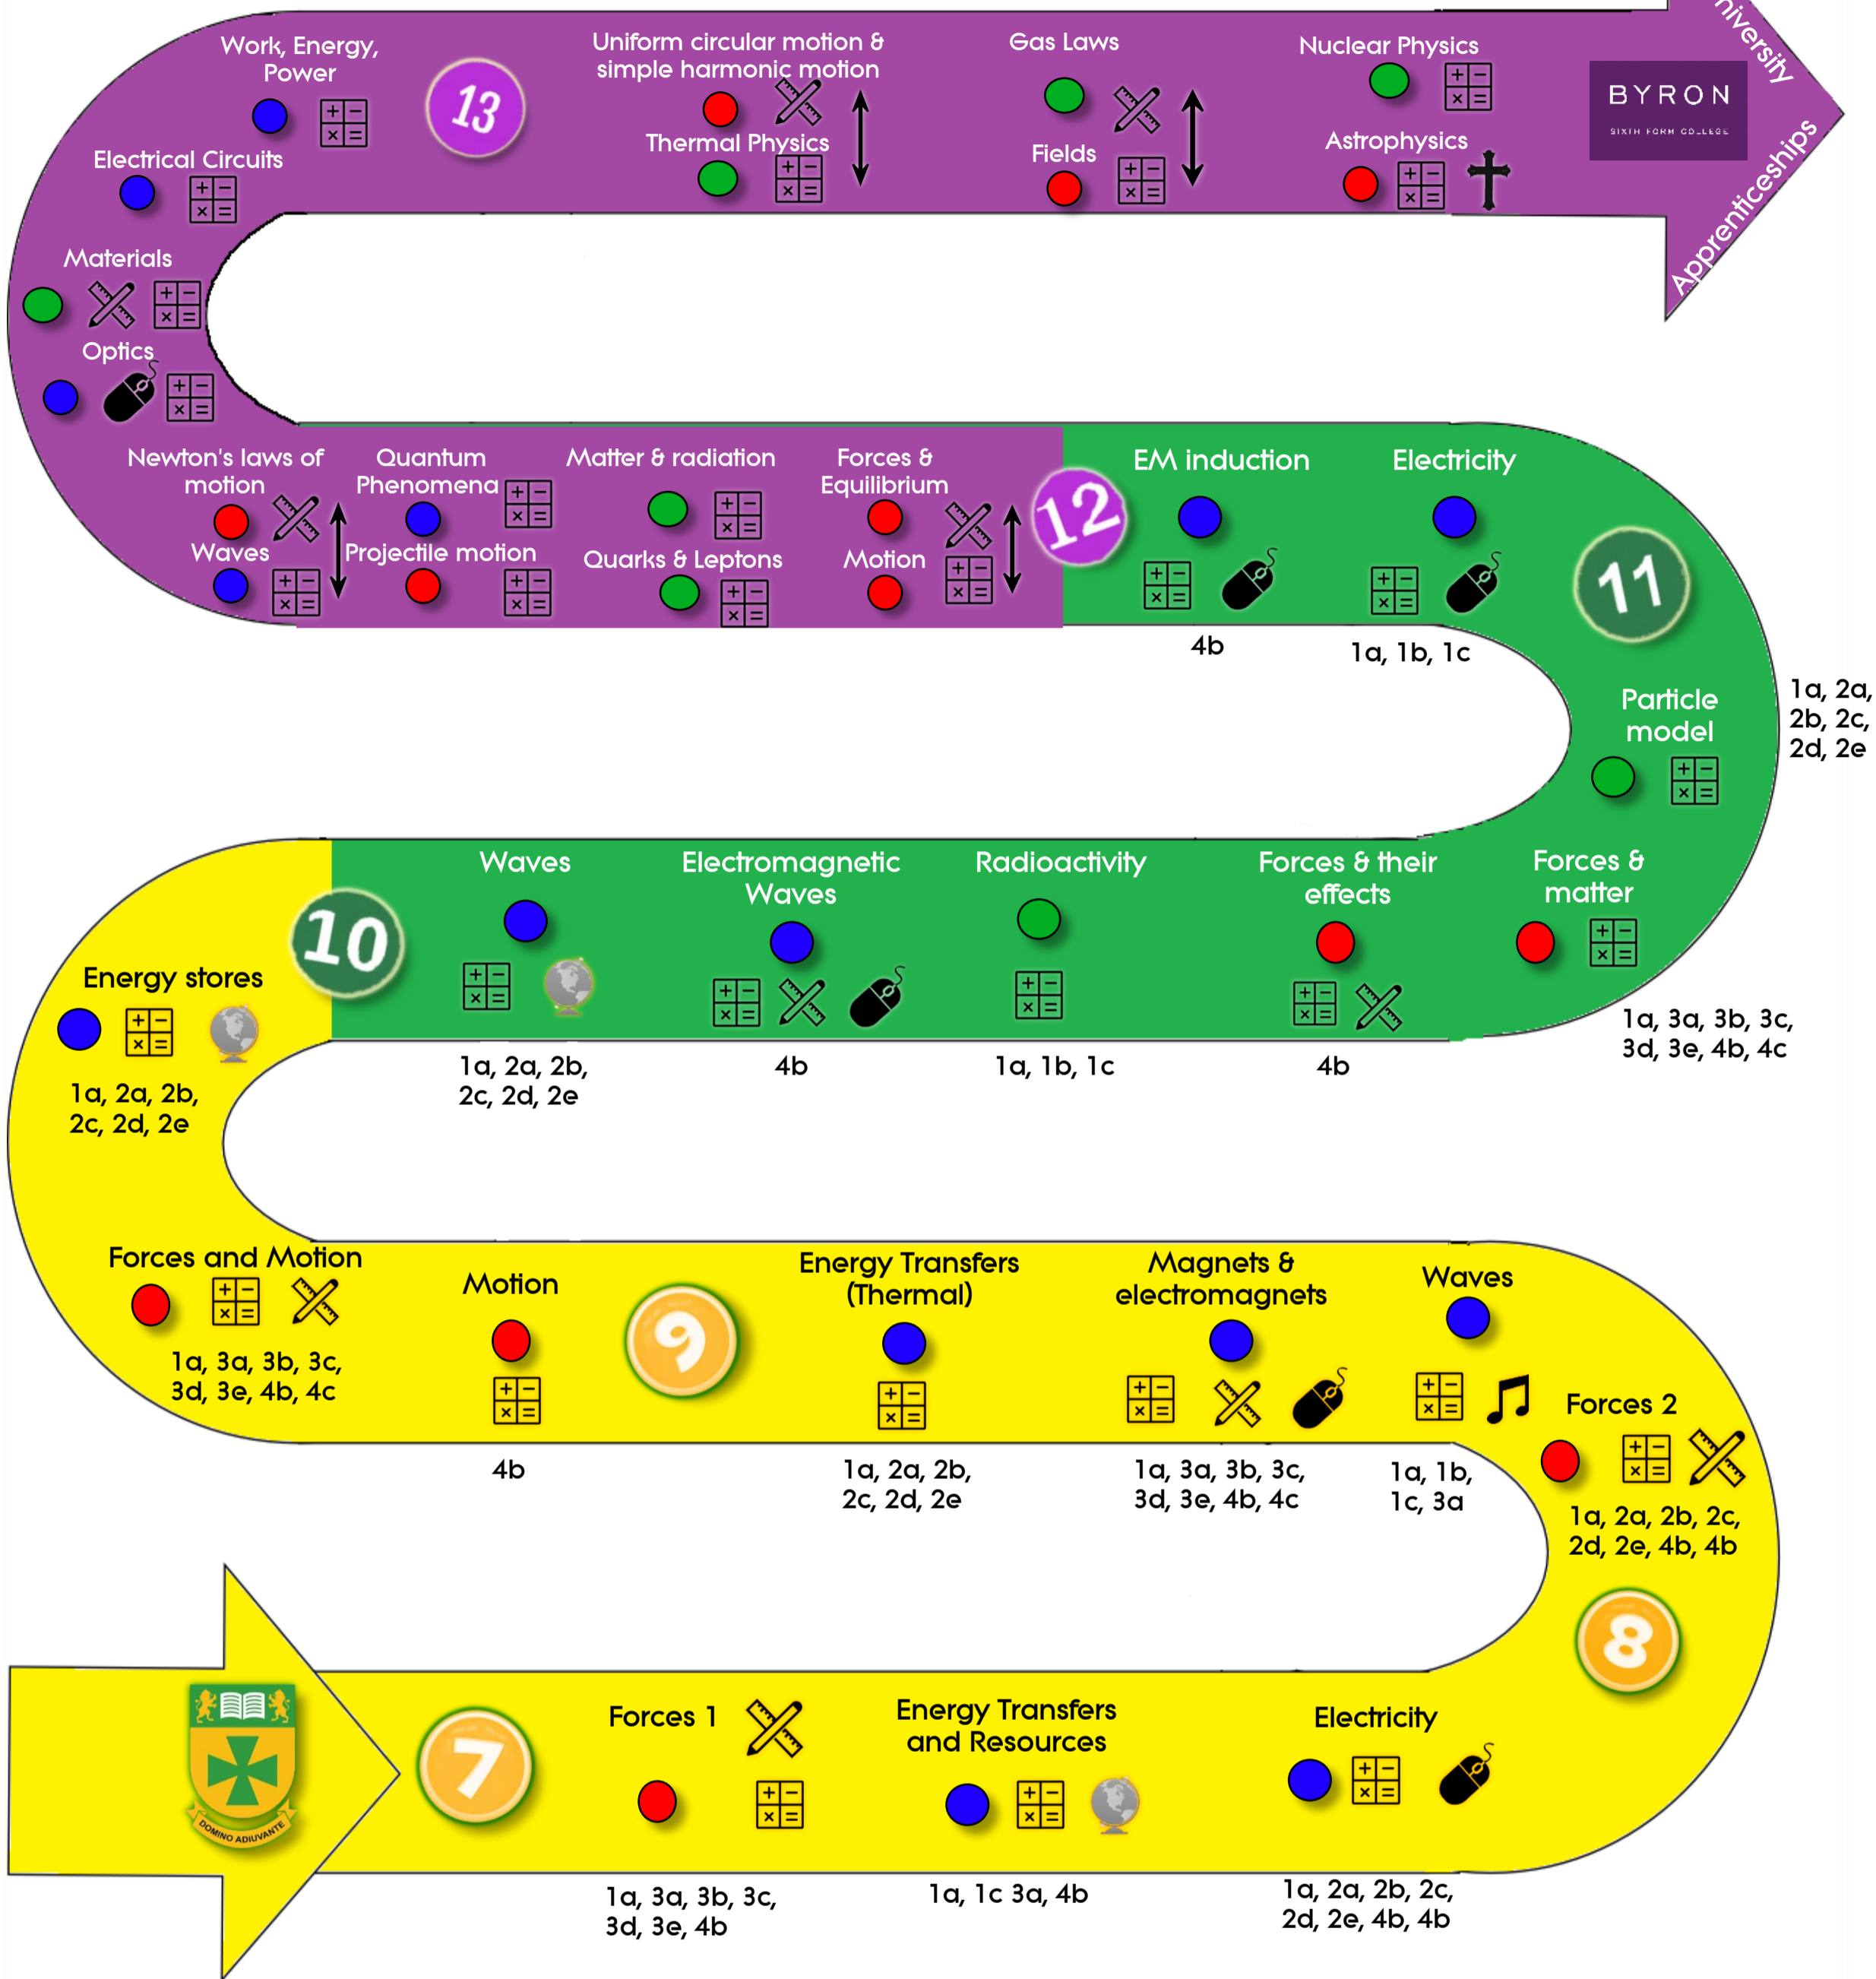 Work, Energy,
Power
13
Uniform circular motion &
simple harmonic motion
Thermal Physics
Gas Laws
Fields
Nuclear Physics
Astrophysics
BYRON
SIXTH FORM COLLEGE
Apprenticeships
Electrical Circuits
Materials
Optics
Newton's laws of
motion
Waves
Quantum
Phenomena
Projectile motion
Matter & radiation
Quarks & Leptons
Forces &
Equilibrium
Motion
12
EM induction
4b
Electricity
1a, 1b, 1c
11
Particle
model
1a, 2a,
2b, 2c,
2d, 2e
Forces &
matter
1a, 3a, 3b, 3c,
3d, 3e, 4b, 4c
Forces & their
effects
4b
Radioactivity
1a, 1b, 1c
Electromagnetic
Waves
4b
Waves
1a, 2a, 2b,
2c, 2d, 2e
10
Energy stores
1a, 2a, 2b,
2c, 2d, 2e
Forces and Motion
1a, 3a, 3b, 3c,
3d, 3e, 4b, 4c
Motion
4b
9
Energy Transfers
(Thermal)
1a, 2a, 2b,
2c, 2d, 2e
Magnets &
electromagnets
1a, 3a, 3b, 3c,
3d, 3e, 4b, 4c
Waves
1a, 1b,
1c, 3a
Forces 2
1a, 2a, 2b, 2c,
2d, 2e, 4b, 4b
8
DOMINO ADIUVANTE
7
Forces 1
1a, 3a, 3b, 3c,
3d, 3e, 4b
Energy Transfers
and Resources
1a, 1c 3a, 4b
Electricity
1a, 2a, 2b, 2c,
2d, 2e, 4b, 4b